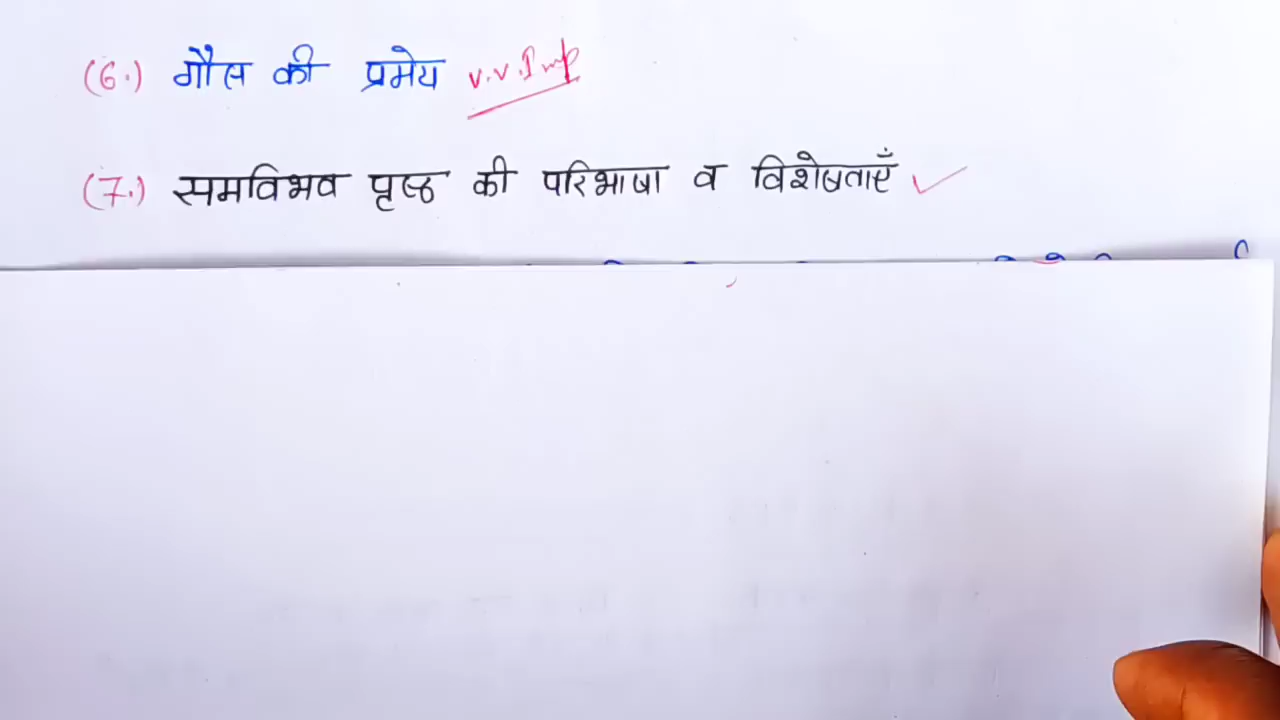 (6.) गौस की प्रमेय v.v.Imp
(7.) समविभव पृष्ठ की परिभाषा व विशेषताएँ